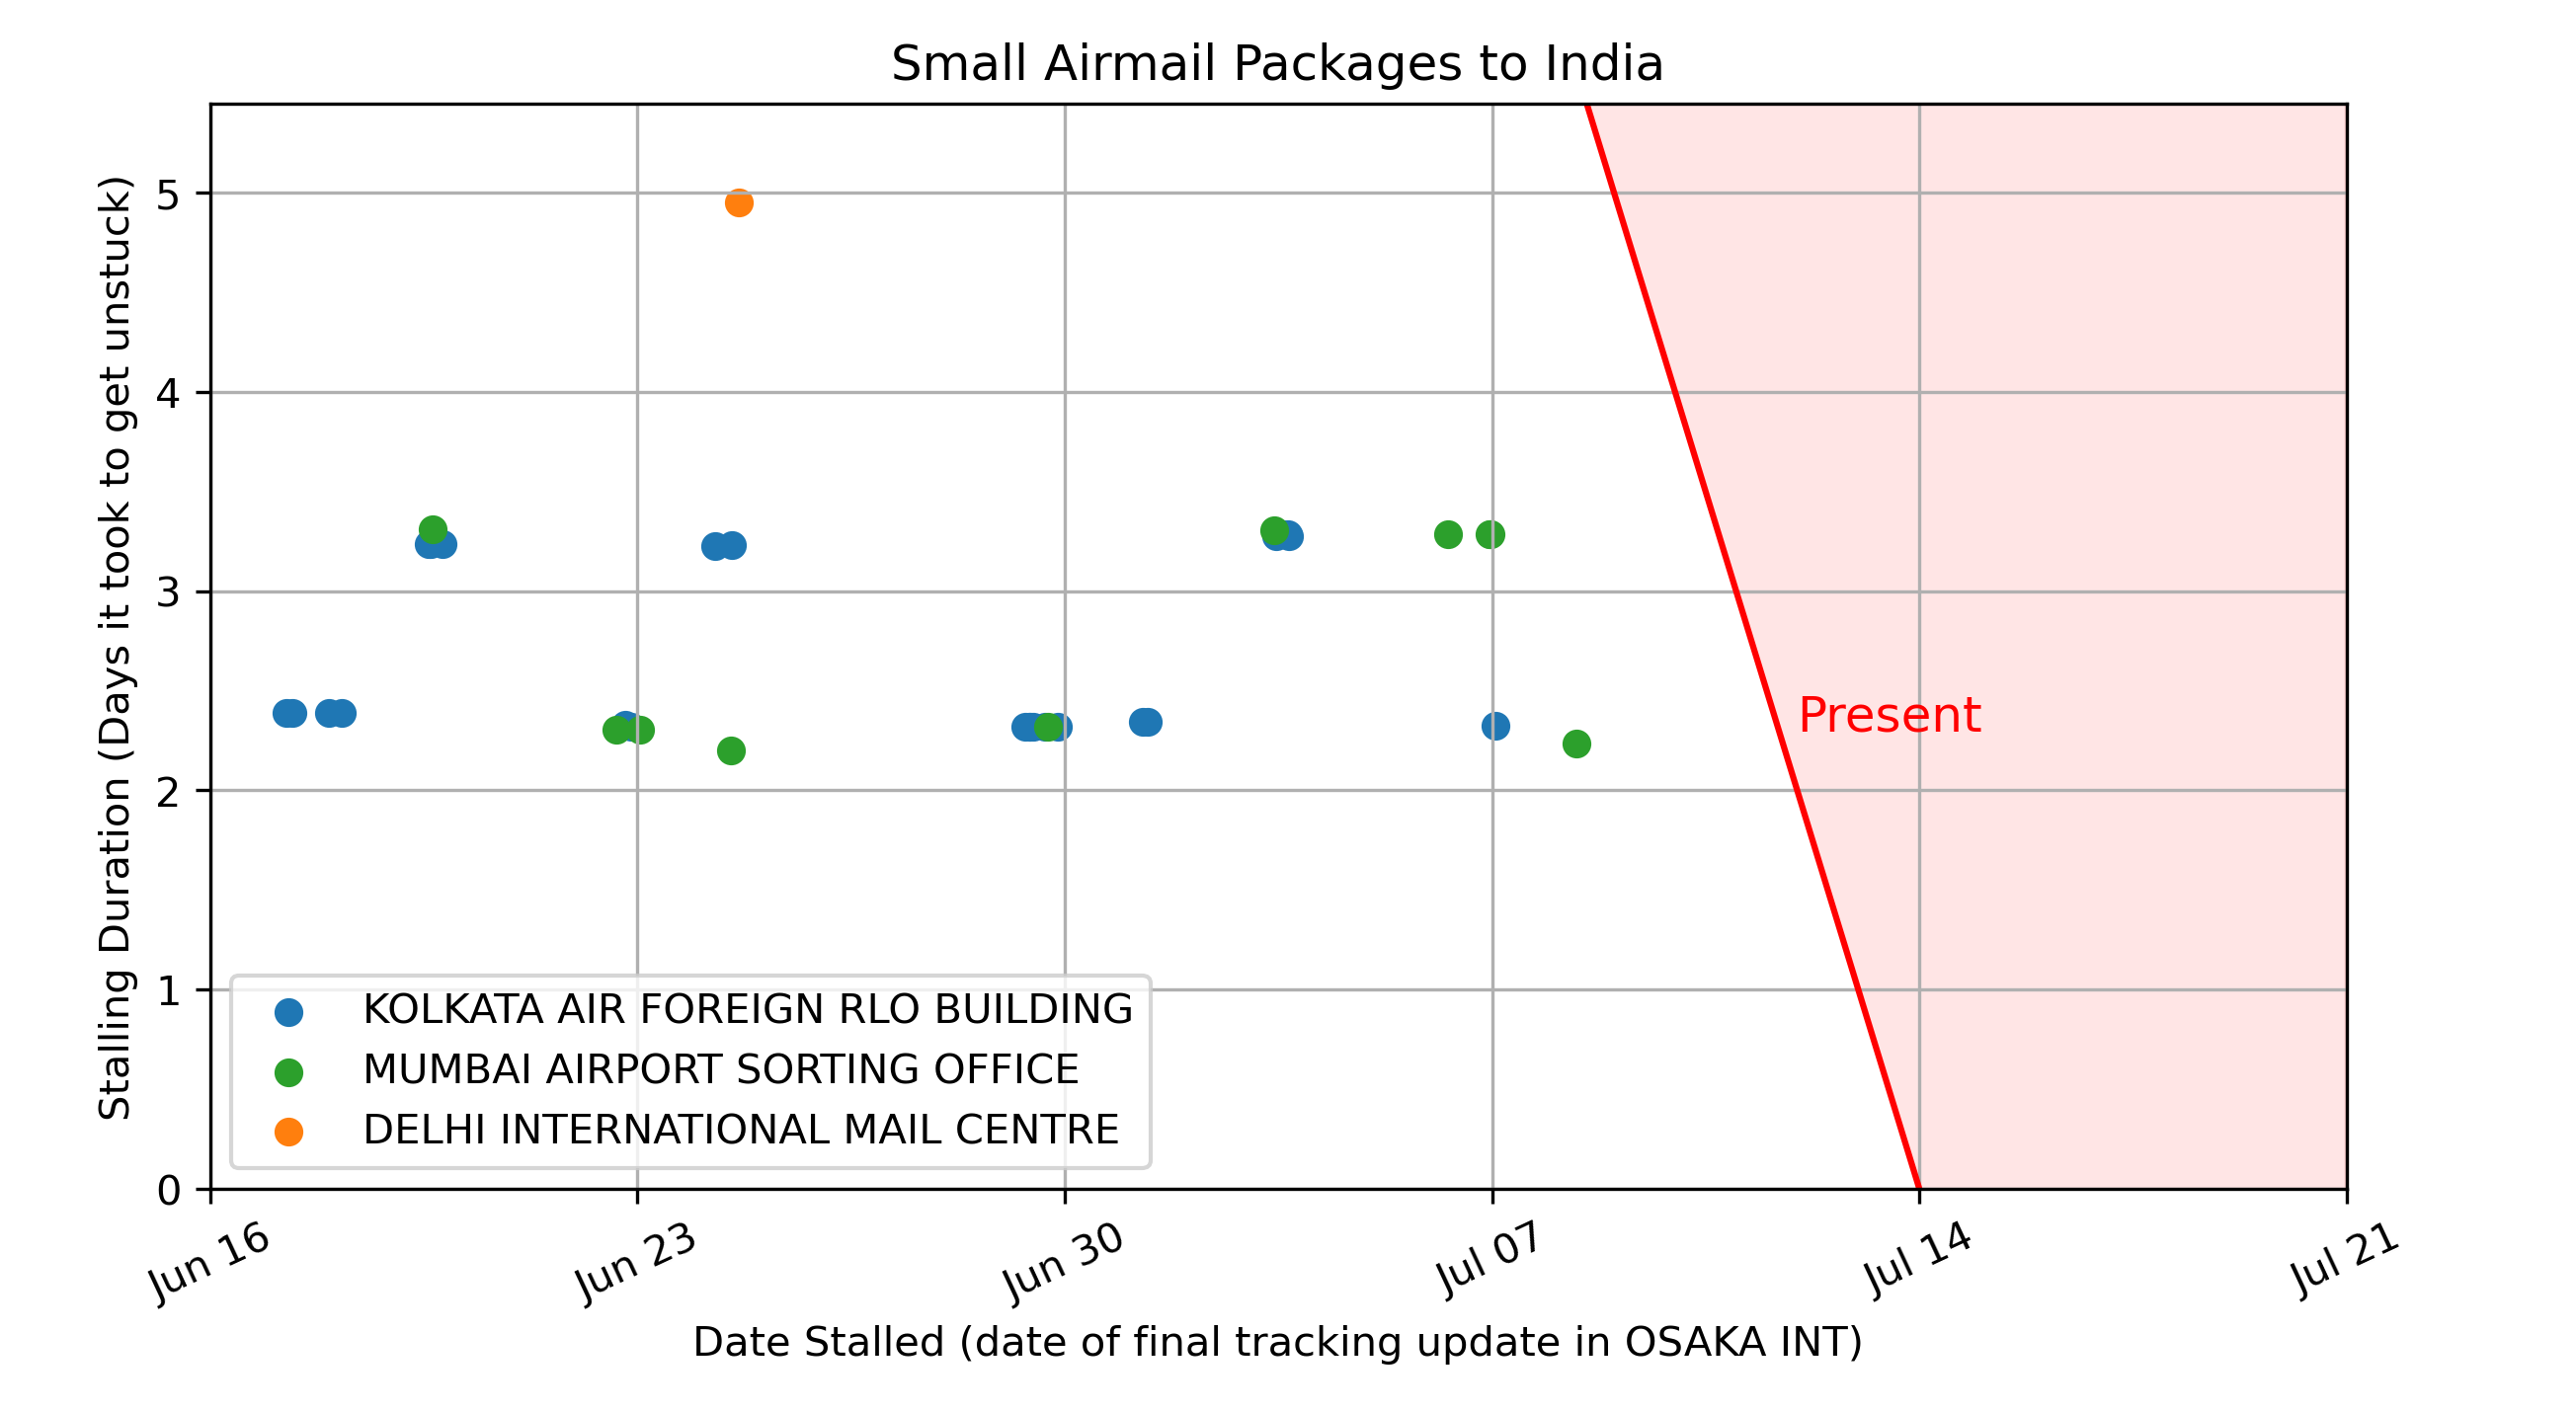 Small Airmail Packages to India
Stalling Duration (Days it took to get unstuck)
5
4
3
2
1
0
Present
KOLKATA AIR FOREIGN RLO BUILDING
MUMBAI AIRPORT SORTING OFFICE
DELHI INTERNATIONAL MAIL CENTRE
Jun 16
Jun 23
Jun 30
Jul 07
Jul 14
Jul 21
Date Stalled (date of final tracking update in OSAKA INT)